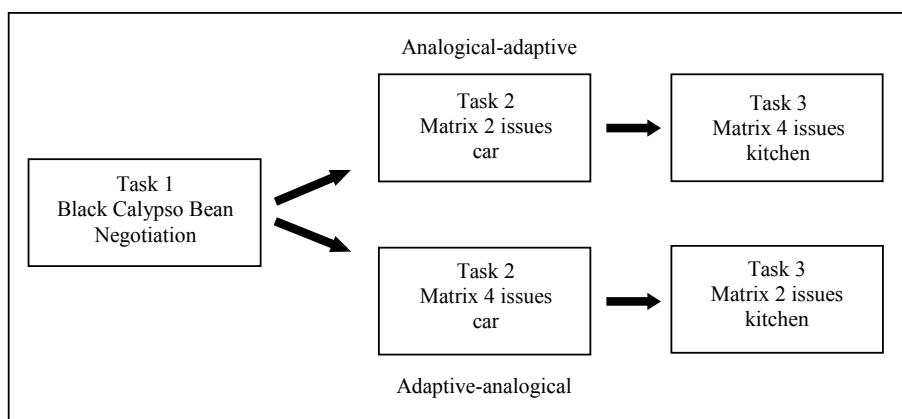 Analogical-adaptive
Task 2
Matrix 2 issues
car
Task 3
Matrix 4 issues
kitchen
Task 1
Black Calypso Bean
Negotiation
Task 2
Matrix 4 issues
car
Task 3
Matrix 2 issues
kitchen
Adaptive-analogical